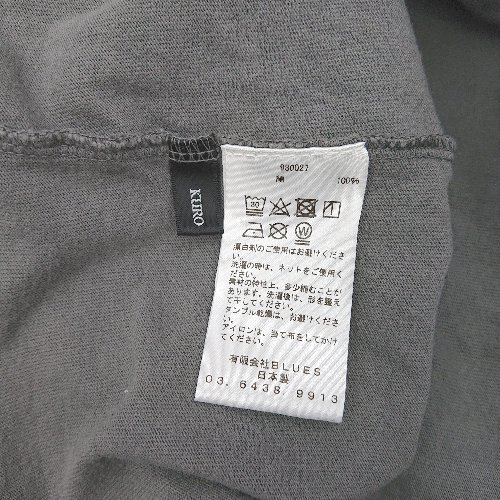 KURO
930027
綿 100%
漂白剤のご使用はお避けください。
洗濯の時は、ネットをご使用ください。
素材の特性上、多少縮むことがあります。洗濯後は、形を整えて干してください。
タンブル乾燥は、お避けください。
アイロンは、当て布をしてかけてください。
有限会社BLUES
日本製
03. 6438. 9913